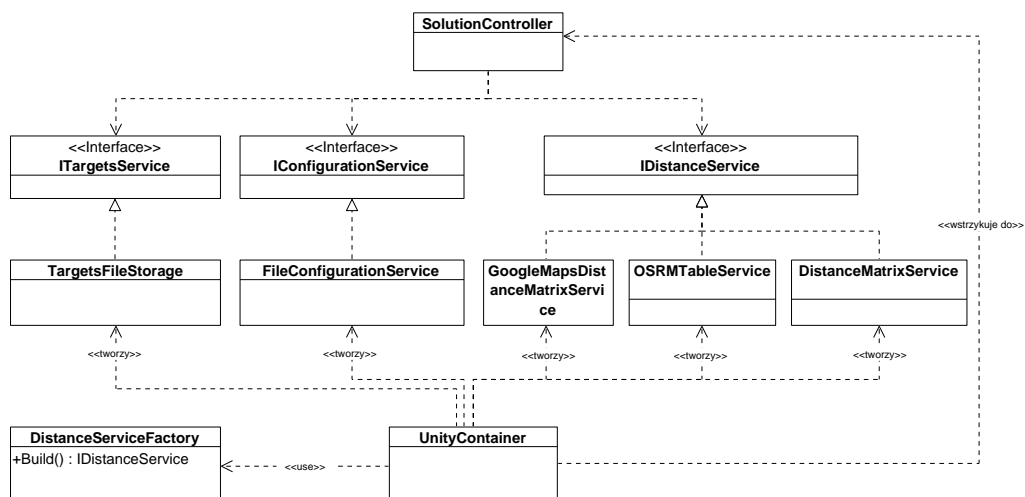 SolutionController
<<Interface>>
ITargetsService
<<Interface>>
IConfigurationService
<<Interface>>
IDistanceService
<<wstrzykuje do>>
TargetsFileStorage
FileConfigurationService
GoogleMapsDist
anceMatrixServi
ce
OSRMTableService
DistanceMatrixService
<<tworzy>>
<<tworzy>>
<<tworzy>>
<<tworzy>>
<<tworzy>>
DistanceServiceFactory
+Build() : IDistanceService
<<use>>
UnityContainer